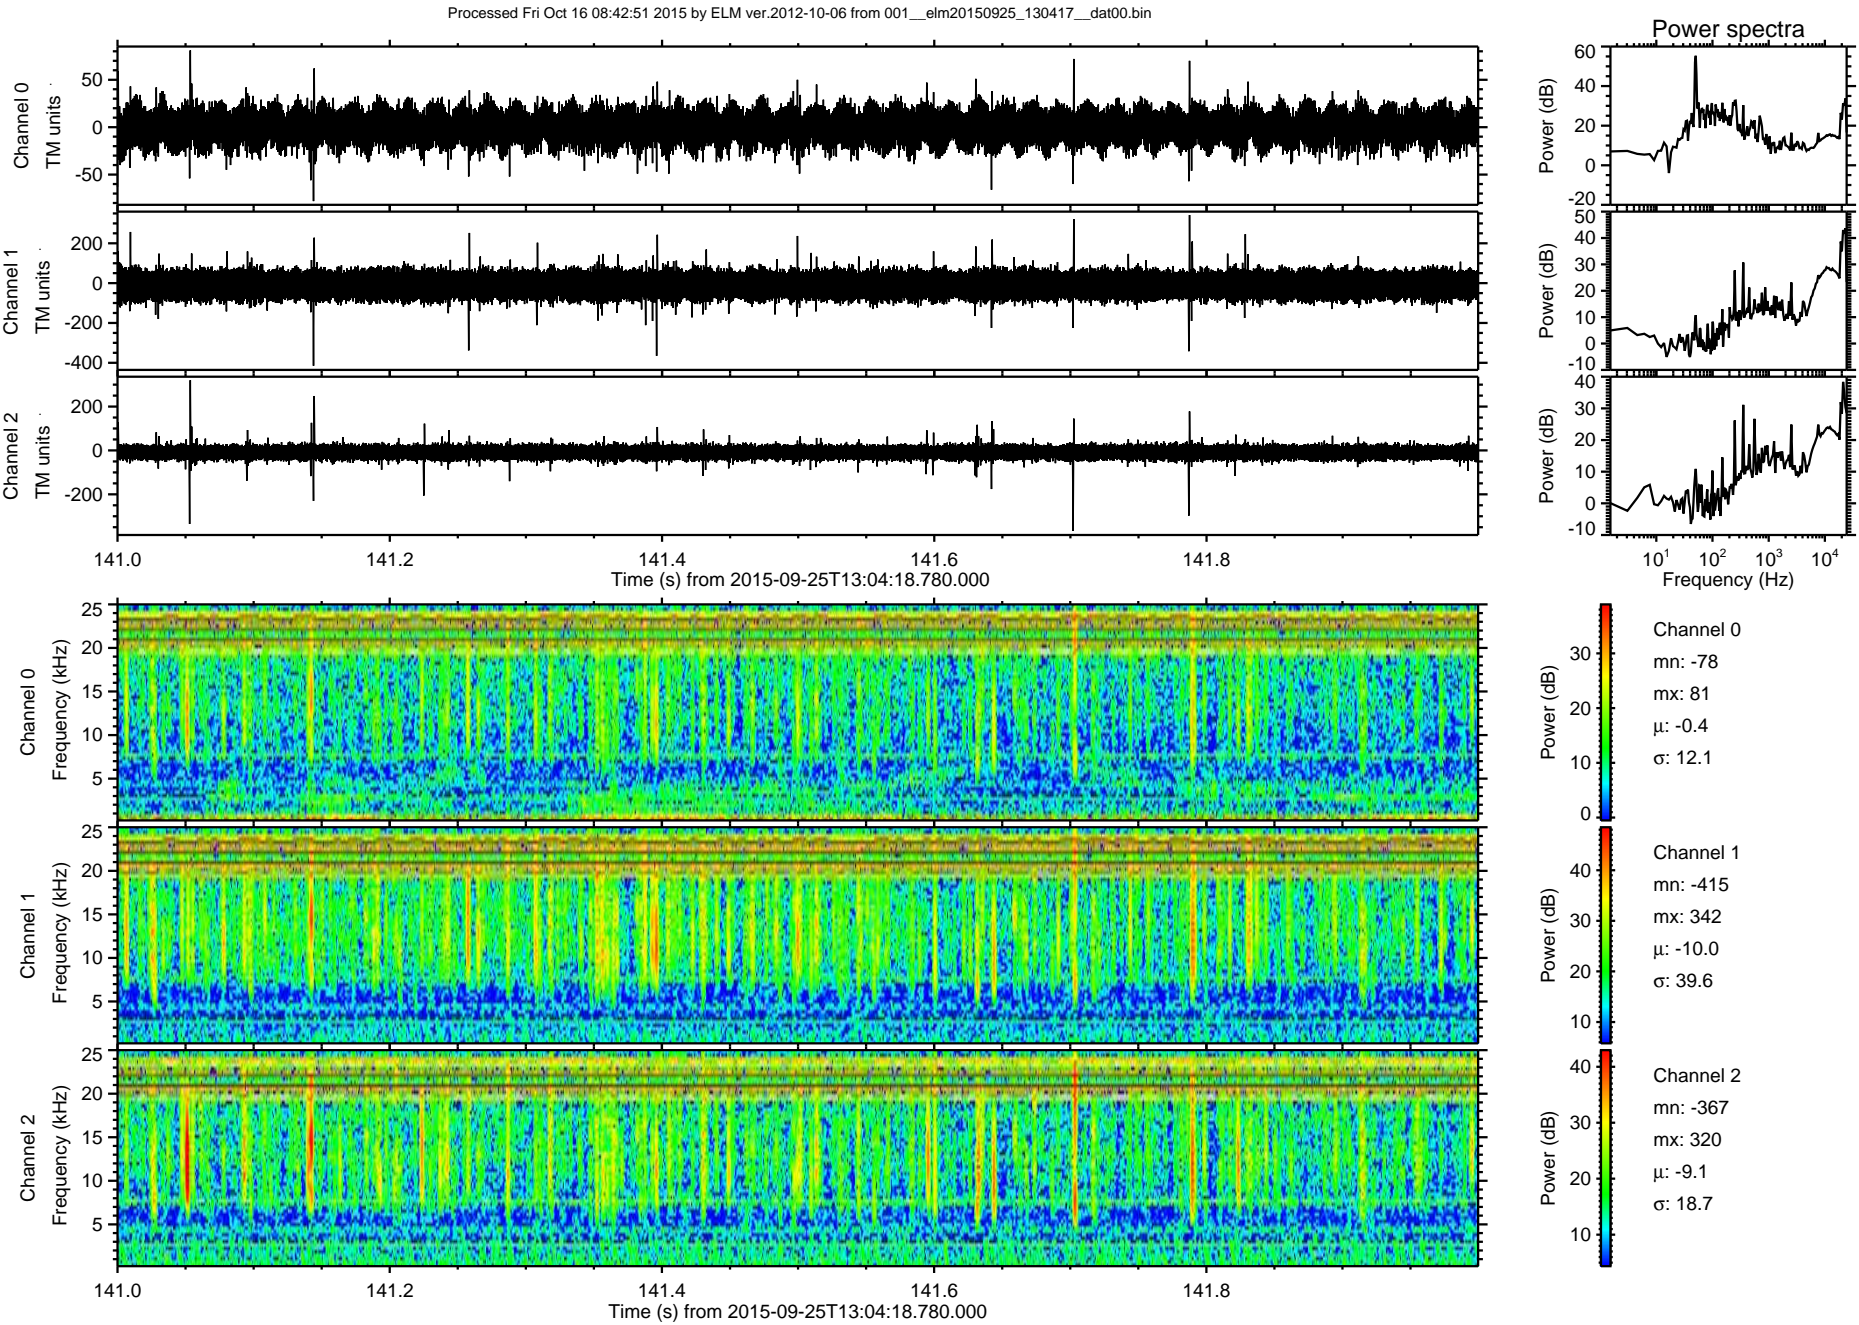 Processed Fri Oct 16 08:42:51 2015 by ELM ver.2012-10-06 from 001__elm20150925_130417__dat00.bin
Power spectra
Channel 0
TM units
50
0
-50
Power (dB)
60
40
20
0
-20
Channel 1
TM units
200
0
-200
-400
Power (dB)
50
40
30
20
10
0
-10
Channel 2
TM units
200
0
-200
Power (dB)
40
30
20
10
0
-10
141.0 141.2 141.4 141.6 141.8
Time (s) from 2015-09-25T13:04:18.780.000
10¹ 10² 10³ 10⁴
Frequency (Hz)
Channel 0
Frequency (kHz)
25
20
15
10
5
Power (dB)
30
20
10
0
Channel 0
mn: -78
mx: 81
μ: -0.4
σ: 12.1
Channel 1
Frequency (kHz)
25
20
15
10
5
Power (dB)
40
30
20
10
Channel 1
mn: -415
mx: 342
μ: -10.0
σ: 39.6
Channel 2
Frequency (kHz)
25
20
15
10
5
Power (dB)
40
30
20
10
Channel 2
mn: -367
mx: 320
μ: -9.1
σ: 18.7
141.0 141.2 141.4 141.6 141.8
Time (s) from 2015-09-25T13:04:18.780.000